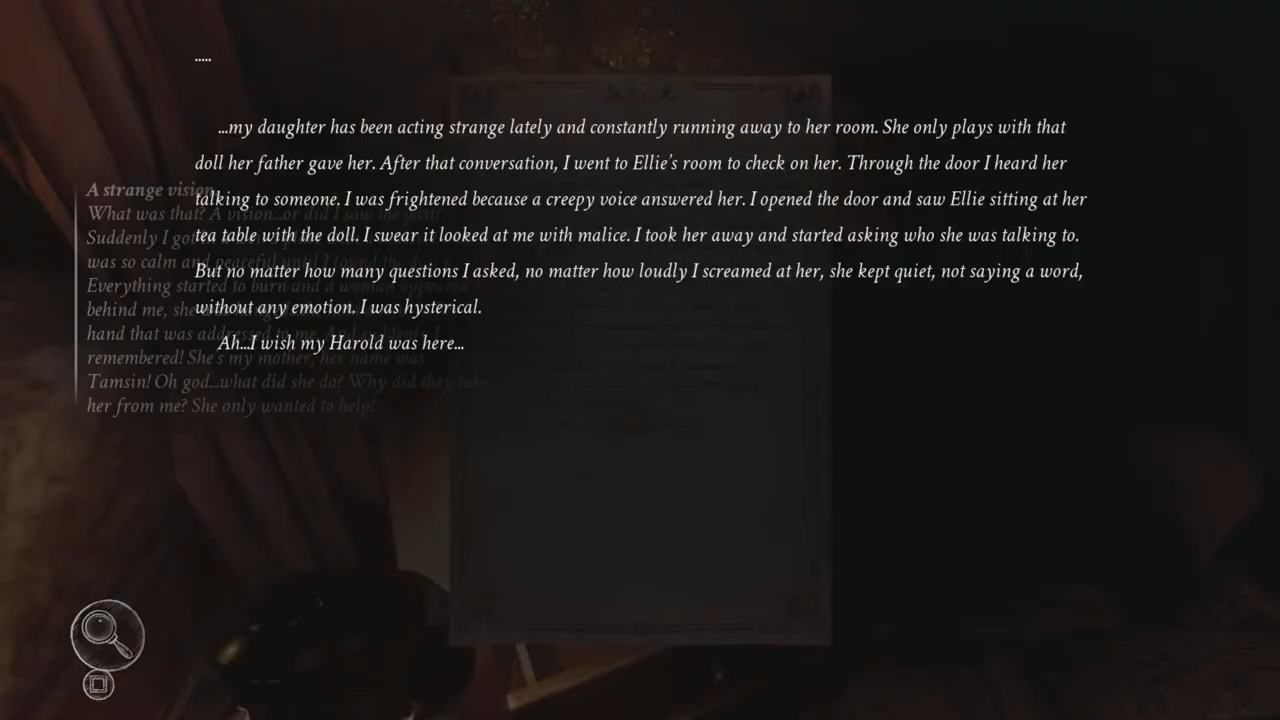 .....
...my daughter has been acting strange lately and constantly running away to her room. She only plays with that
doll her father gave her. After that conversation, I went to Ellie's room to check on her. Through the door I heard her
talking to someone. I was frightened because a creepy voice answered her. I opened the door and saw Ellie sitting at her
tea table with the doll. I swear it looked at me with malice. I took her away and started asking who she was talking to.
But no matter how many questions I asked, no matter how loudly I screamed at her, she kept quiet, not saying a word,
without any emotion. I was hysterical.
Ah...I wish my Harold was here...
A strange vision
What was that? A vision...or did I saw the past?
Suddenly I got
was so calm and peaceful until I found the
Everything started to burn and a woman appeared
behind me, she
hand that was addressed to me. And suddenly I
remembered! She's my mother, her name was
Tamsin! Oh god...what did she do? Why did they take
her from me? She only wanted to help!